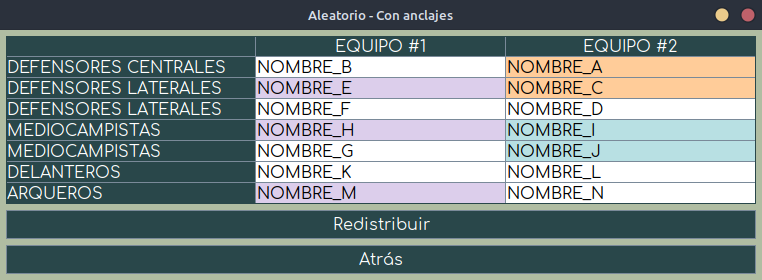 Aleatorio - Con anclajes
EQUIPO #1 EQUIPO #2
DEFENSORES CENTRALES NOMBRE_B NOMBRE_A
DEFENSORES LATERALES NOMBRE_E NOMBRE_C
DEFENSORES LATERALES NOMBRE_F NOMBRE_D
MEDIOCAMPISTAS NOMBRE_H NOMBRE_I
MEDIOCAMPISTAS NOMBRE_G NOMBRE_J
DELANTEROS NOMBRE_K NOMBRE_L
ARQUEROS NOMBRE_M NOMBRE_N
Redistribuir
Atrás